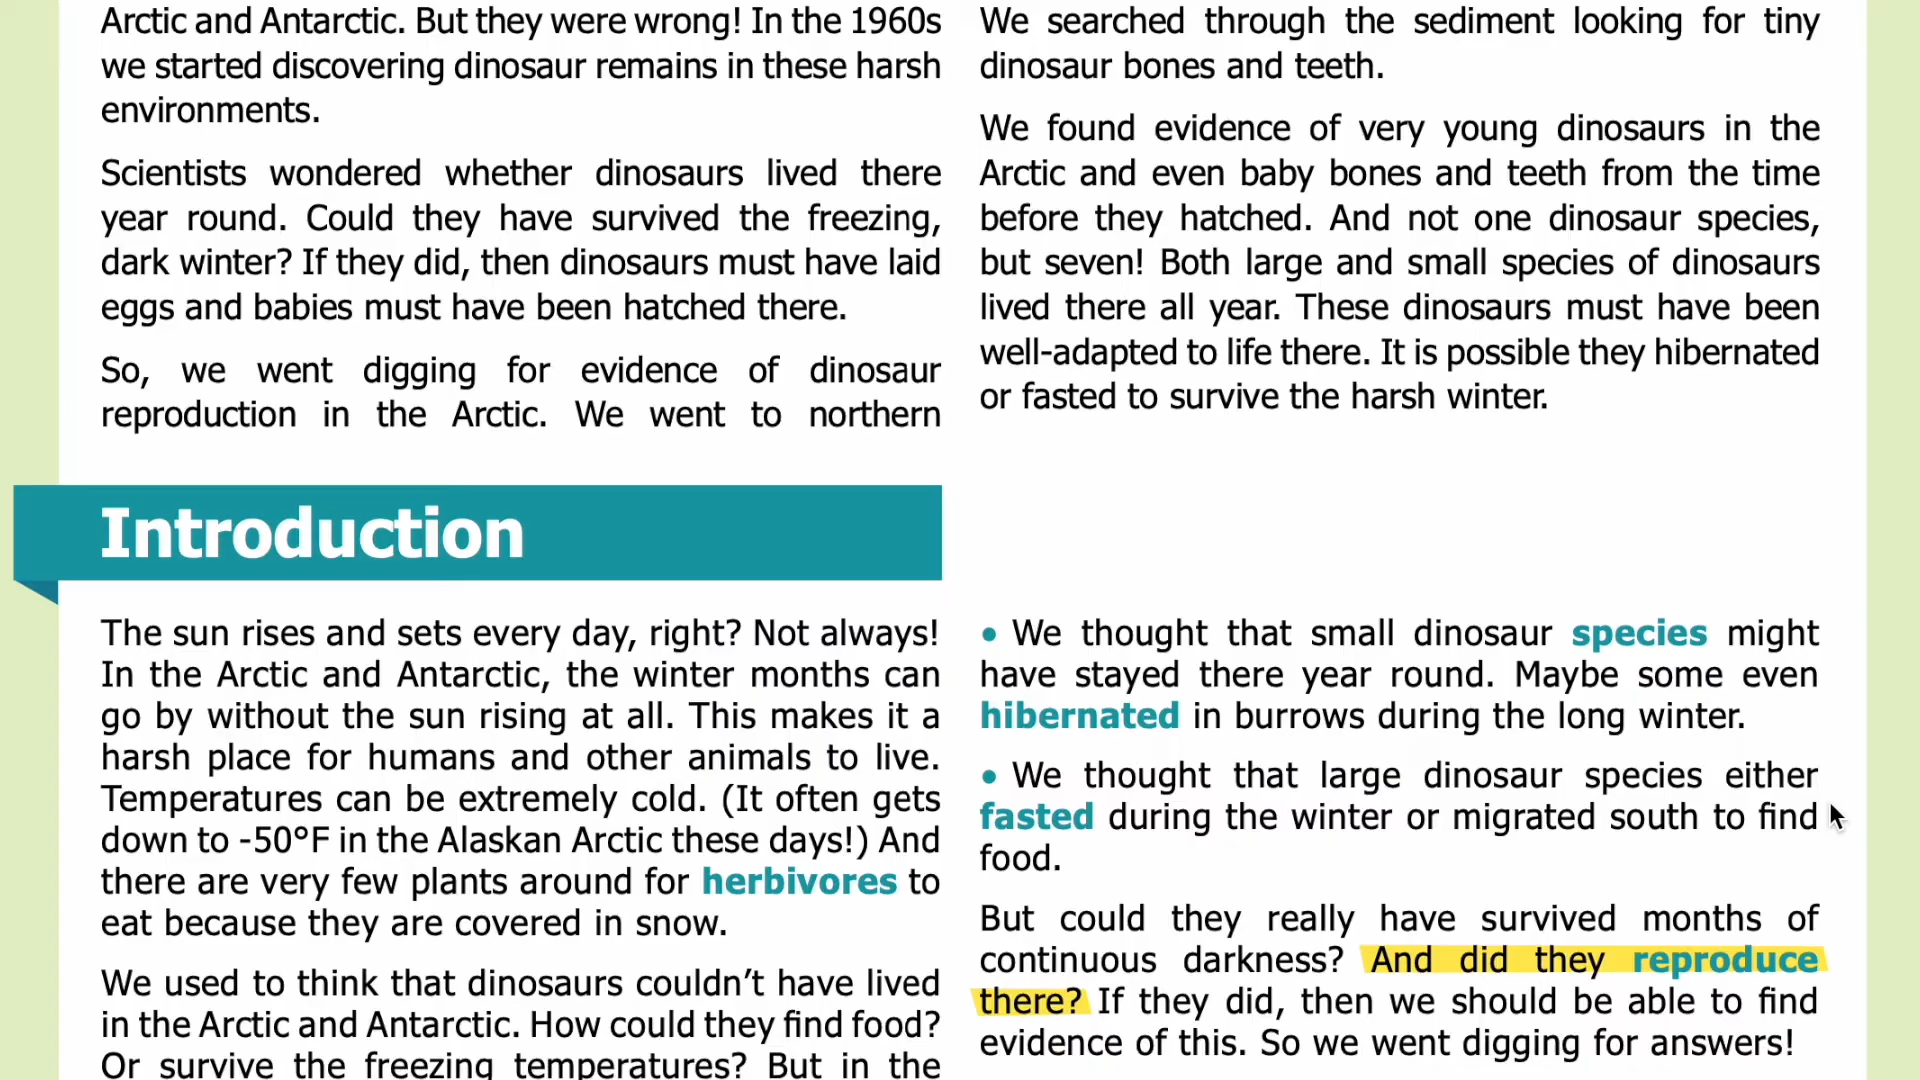 Arctic and Antarctic. But they were wrong! In the 1960s
we started discovering dinosaur remains in these harsh
environments.
Scientists wondered whether dinosaurs lived there
year round. Could they have survived the freezing,
dark winter? If they did, then dinosaurs must have laid
eggs and babies must have been hatched there.
So, we went digging for evidence of dinosaur
reproduction in the Arctic. We went to northern
We searched through the sediment looking for tiny
dinosaur bones and teeth.
We found evidence of very young dinosaurs in the
Arctic and even baby bones and teeth from the time
before they hatched. And not one dinosaur species,
but seven! Both large and small species of dinosaurs
lived there all year. These dinosaurs must have been
well-adapted to life there. It is possible they hibernated
or fasted to survive the harsh winter.
Introduction
The sun rises and sets every day, right? Not always!
In the Arctic and Antarctic, the winter months can
go by without the sun rising at all. This makes it a
harsh place for humans and other animals to live.
Temperatures can be extremely cold. (It often gets
down to -50°F in the Alaskan Arctic these days!) And
there are very few plants around for herbivores to
eat because they are covered in snow.
We used to think that dinosaurs couldn't have lived
in the Arctic and Antarctic. How could they find food?
Or survive the freezing temperatures? But in the
• We thought that small dinosaur species might
have stayed there year round. Maybe some even
hibernated in burrows during the long winter.
• We thought that large dinosaur species either
fasted during the winter or migrated south to find
food.
But could they really have survived months of
continuous darkness? And did they reproduce
there? If they did, then we should be able to find
evidence of this. So we went digging for answers!